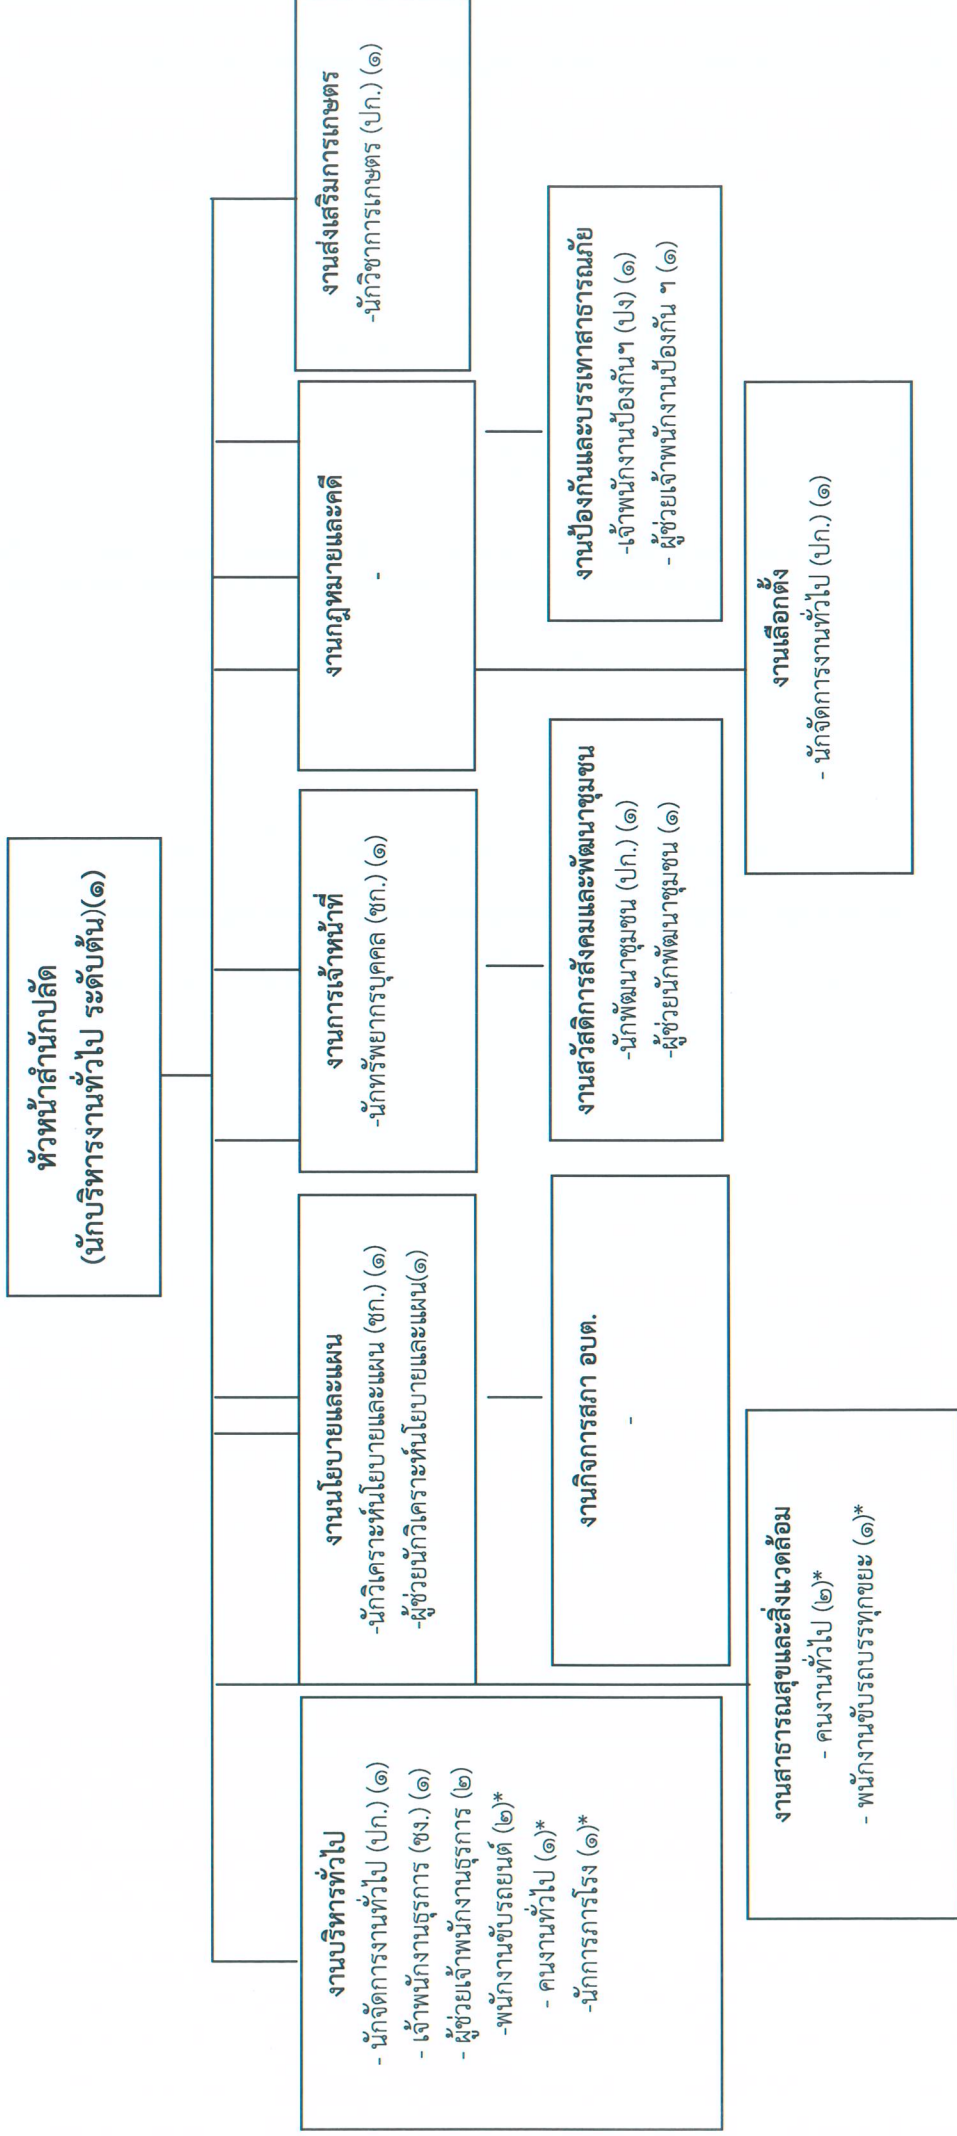 หัวหน้าสำนักปลัด
(นักบริหารงานทั่วไป ระดับต้น)(๑)
งานบริหารทั่วไป
- นักจัดการงานทั่วไป (ปก.) (๑)
- เจ้าพนักงานธุรการ (ชง.) (๑)
- ผู้ช่วยเจ้าพนักงานธุรการ (๒)
-พนักงานขับรถยนต์ (๒)*
- คนงานทั่วไป (๑)*
-นักการภารโรง (๑)*
งานนโยบายและแผน
-นักวิเคราะห์นโยบายและแผน (ชก.) (๑)
-ผู้ช่วยนักวิเคราะห์นโยบายและแผน(๑)
งานการเจ้าหน้าที่
-นักทรัพยากรบุคคล (ชก.) (๑)
งานกฎหมายและคดี
-
งานส่งเสริมการเกษตร
-นักวิชาการเกษตร (ปก.) (๑)
งานกิจการสภา อบต.
-
งานสวัสดิการสังคมและพัฒนาชุมชน
-นักพัฒนาชุมชน (ปก.) (๑)
-ผู้ช่วยนักพัฒนาชุมชน (๑)
งานป้องกันและบรรเทาสาธารณภัย
-เจ้าพนักงานป้องกันฯ (ปง) (๑)
- ผู้ช่วยเจ้าพนักงานป้องกัน ฯ (๑)
งานสาธารณสุขและสิ่งแวดล้อม
- คนงานทั่วไป (๒)*
- พนักงานขับรถบรรทุกขยะ (๑)*
งานเลือกตั้ง
- นักจัดการงานทั่วไป (ปก.) (๑)